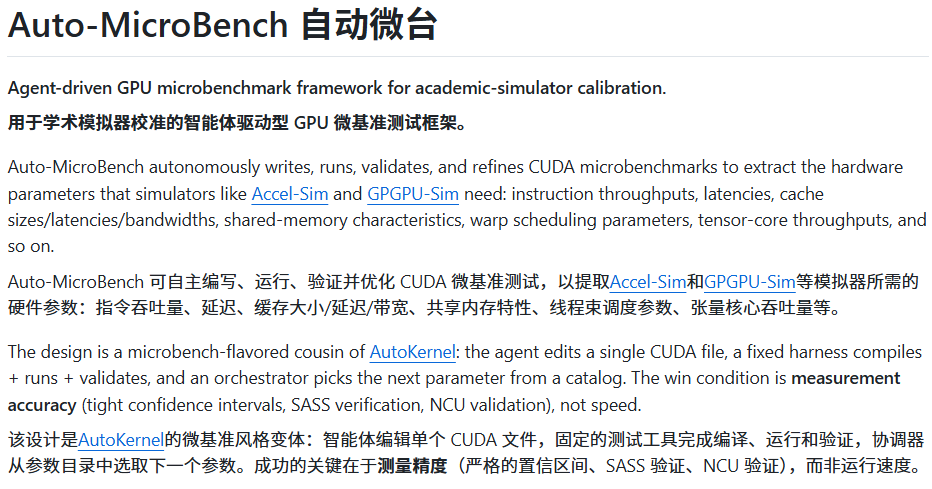 Auto-MicroBench 自动微台
Agent-driven GPU microbenchmark framework for academic-simulator calibration.
用于学术模拟器校准的智能体驱动型 GPU 微基准测试框架。
Auto-MicroBench autonomously writes, runs, validates, and refines CUDA microbenchmarks to extract the hardware
parameters that simulators like Accel-Sim and GPGPU-Sim need: instruction throughputs, latencies, cache
sizes/latencies/bandwidths, shared-memory characteristics, warp scheduling parameters, tensor-core throughputs, and
so on.
Auto-MicroBench 可自主编写、运行、验证并优化 CUDA 微基准测试，以提取Accel-Sim和GPGPU-Sim等模拟器所需的
硬件参数：指令吞吐量、延迟、缓存大小/延迟/带宽、共享内存特性、线程束调度参数、张量核心吞吐量等。
The design is a microbench-flavored cousin of AutoKernel: the agent edits a single CUDA file, a fixed harness compiles
+ runs + validates, and an orchestrator picks the next parameter from a catalog. The win condition is measurement
accuracy (tight confidence intervals, SASS verification, NCU validation), not speed.
该设计是AutoKernel的微基准风格变体：智能体编辑单个 CUDA 文件，固定的测试工具完成编译、运行和验证，协调器
从参数目录中选取下一个参数。成功的关键在于测量精度（严格的置信区间、SASS 验证、NCU 验证），而非运行速度。